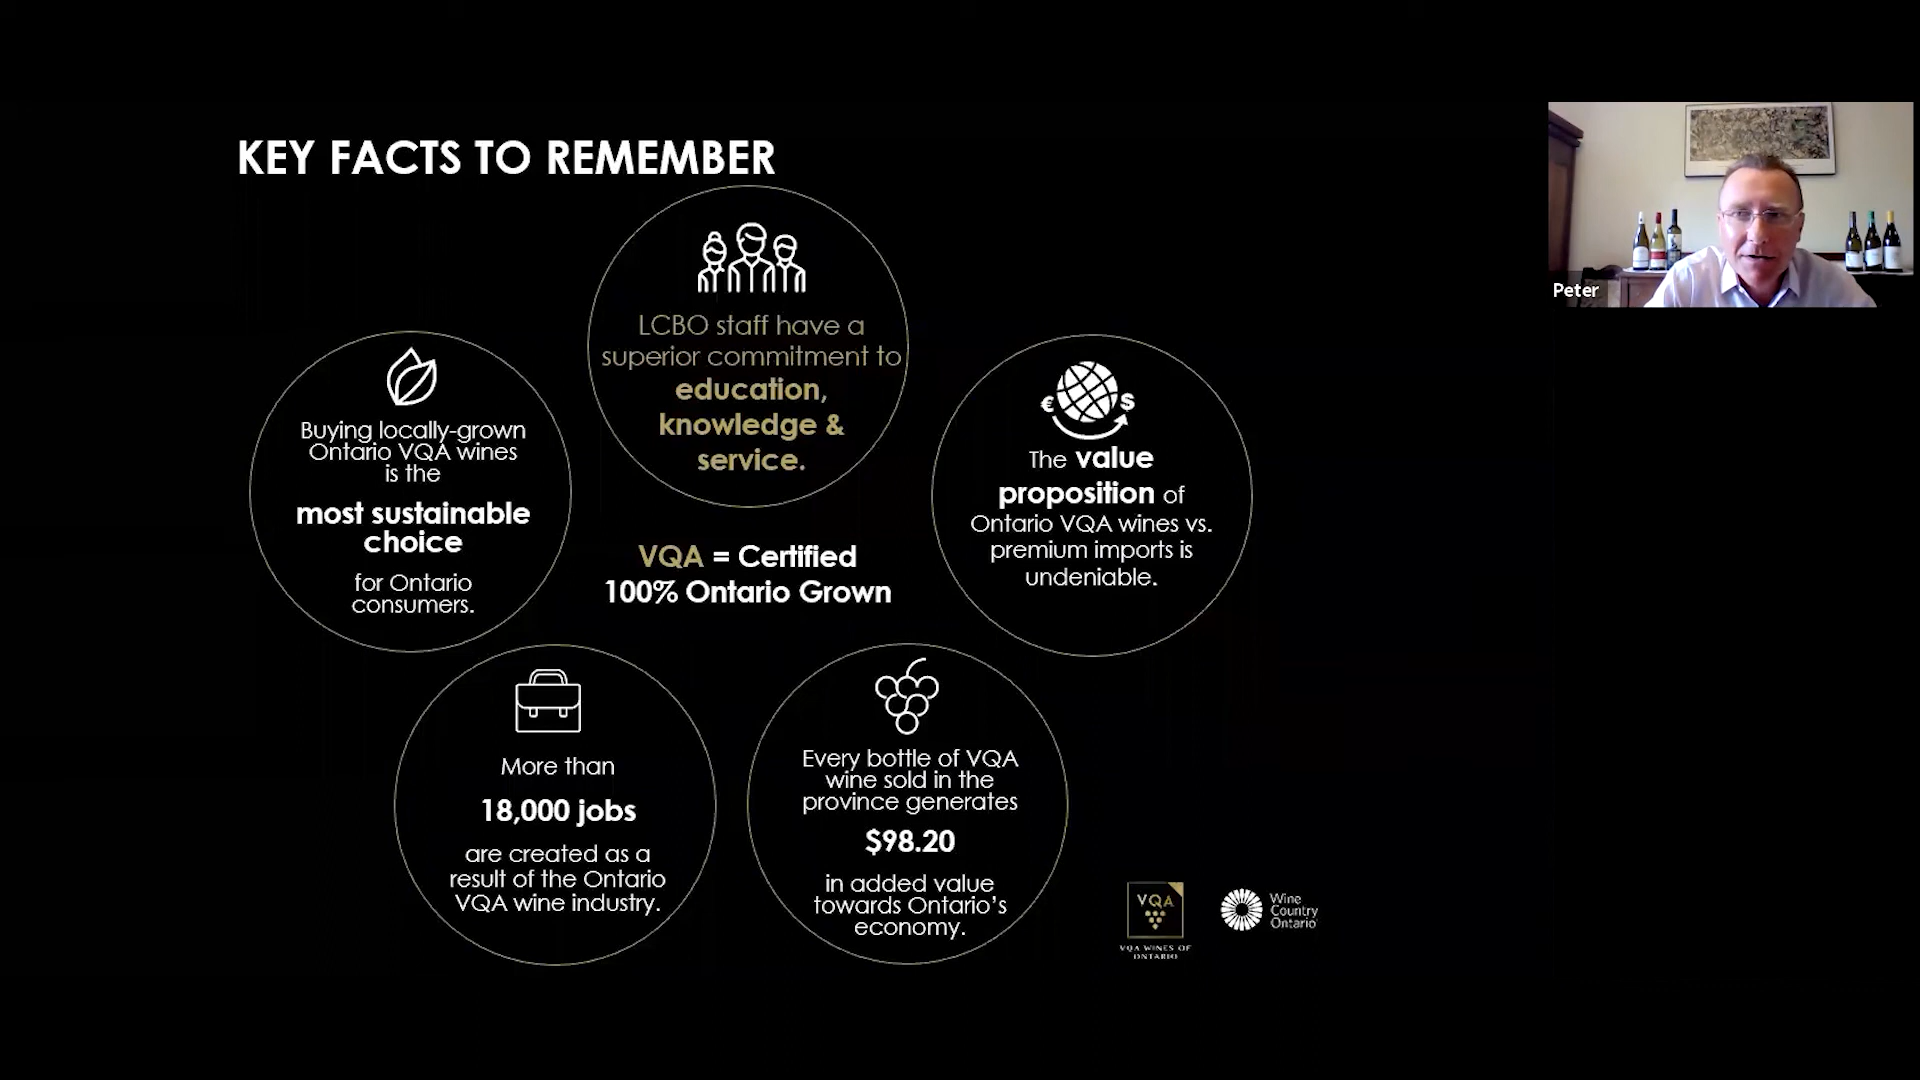 KEY FACTS TO REMEMBER
LCBO staff have a
superior commitment to
education,
knowledge &
service.
Buying locally-grown
Ontario VQA wines
is the
most sustainable
choice
for Ontario
consumers.
VQA = Certified
100% Ontario Grown
The value
proposition of
Ontario VQA wines vs.
premium imports is
undeniable.
More than
18,000 jobs
are created as a
result of the Ontario
VQA wine industry.
Every bottle of VQA
wine sold in the
province generates
$98.20
in added value
towards Ontario's
economy.
VQA
VQA WINES OF
ONTARIO
Wine
Country
Ontario
Peter